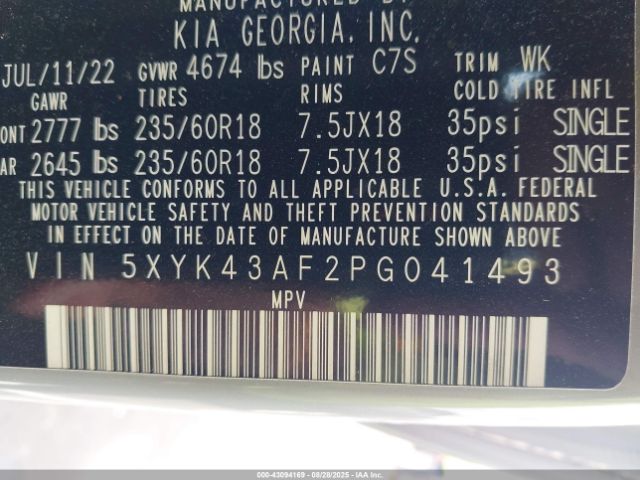 MANUFACTURED BY
KIA GEORGIA, INC.
JUL/11/22 GVWR 4674 lbs PAINT C7S TRIM WK
GAWR TIRES RIMS COLD TIRE INFL
ONT 2777 lbs 235/60R18 7.5JX18 35psi SINGLE
AR 2645 lbs 235/60R18 7.5JX18 35psi SINGLE
THIS VEHICLE CONFORMS TO ALL APPLICABLE U.S.A. FEDERAL
MOTOR VEHICLE SAFETY AND THEFT PREVENTION STANDARDS
IN EFFECT ON THE DATE OF MANUFACTURE SHOWN ABOVE.
VIN 5XYK43AF2PG041493
MPV
000-43094169 - 08/28/2025 - IAAI.COM